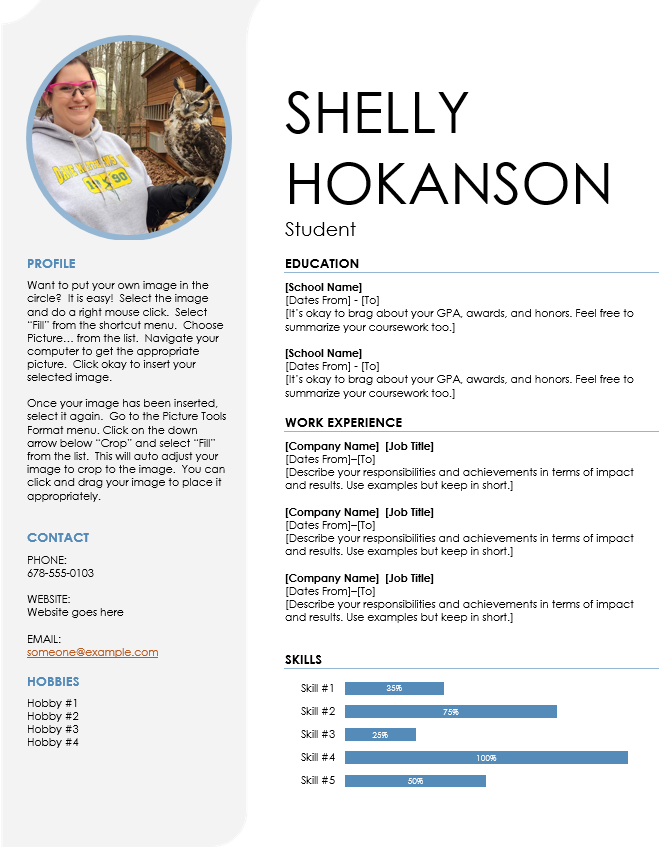 SHELLY
HOKANSON
Student
PROFILE
Want to put your own image in the
circle?  It is easy!  Select the image
and do a right mouse click.  Select
“Fill” from the shortcut menu.  Choose
Picture… from the list.  Navigate your
computer to get the appropriate
picture.  Click okay to insert your
selected image.
Once your image has been inserted,
select it again.  Go to the Picture Tools
Format menu. Click on the down
arrow below “Crop” and select “Fill”
from the list.  This will auto adjust your
image to crop to the image.  You can
click and drag your image to place it
appropriately.
CONTACT
PHONE:
678-555-0103
WEBSITE:
Website goes here
EMAIL:
someone@example.com
HOBBIES
Hobby #1
Hobby #2
Hobby #3
Hobby #4
EDUCATION
[School Name]
[Dates From] - [To]
[It’s okay to brag about your GPA, awards, and honors. Feel free to
summarize your coursework too.]
[School Name]
[Dates From] - [To]
[It’s okay to brag about your GPA, awards, and honors. Feel free to
summarize your coursework too.]
WORK EXPERIENCE
[Company Name]  [Job Title]
[Dates From]–[To]
[Describe your responsibilities and achievements in terms of impact
and results. Use examples but keep in short.]
[Company Name]  [Job Title]
[Dates From]–[To]
[Describe your responsibilities and achievements in terms of impact
and results. Use examples but keep in short.]
[Company Name]  [Job Title]
[Dates From]–[To]
[Describe your responsibilities and achievements in terms of impact
and results. Use examples but keep in short.]
SKILLS
Skill #1 35%
Skill #2 75%
Skill #3 25%
Skill #4 100%
Skill #5 50%